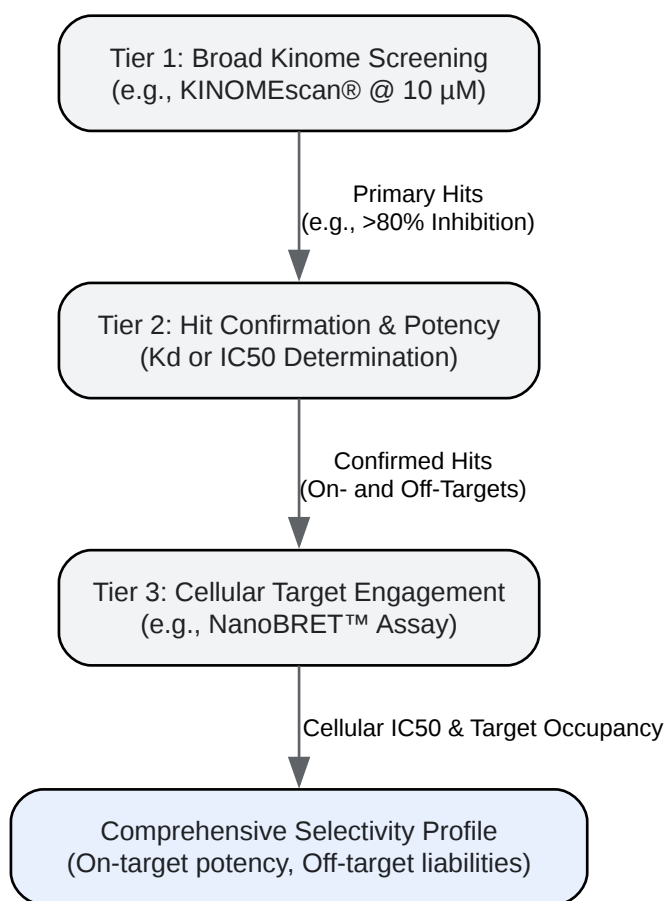 Tier 1: Broad Kinome Screening
(e.g., KINOMEscan® @ 10 µM)
Primary Hits
(e.g., >80% Inhibition)
Tier 2: Hit Confirmation & Potency
(Kd or IC50 Determination)
Confirmed Hits
(On- and Off-Targets)
Tier 3: Cellular Target Engagement
(e.g., NanoBRET™ Assay)
Cellular IC50 & Target Occupancy
Comprehensive Selectivity Profile
(On-target potency, Off-target liabilities)